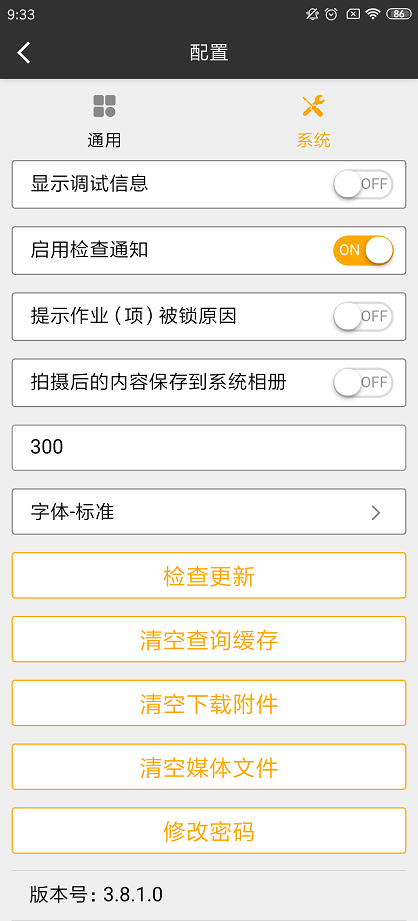 9:33
86
配置
通用
系统
显示调试信息
OFF
启用检查通知
ON
提示作业(项)被锁原因
OFF
拍摄后的内容保存到系统相册
OFF
300
字体-标准
检查更新
清空查询缓存
清空下载附件
清空媒体文件
修改密码
版本号: 3.8.1.0